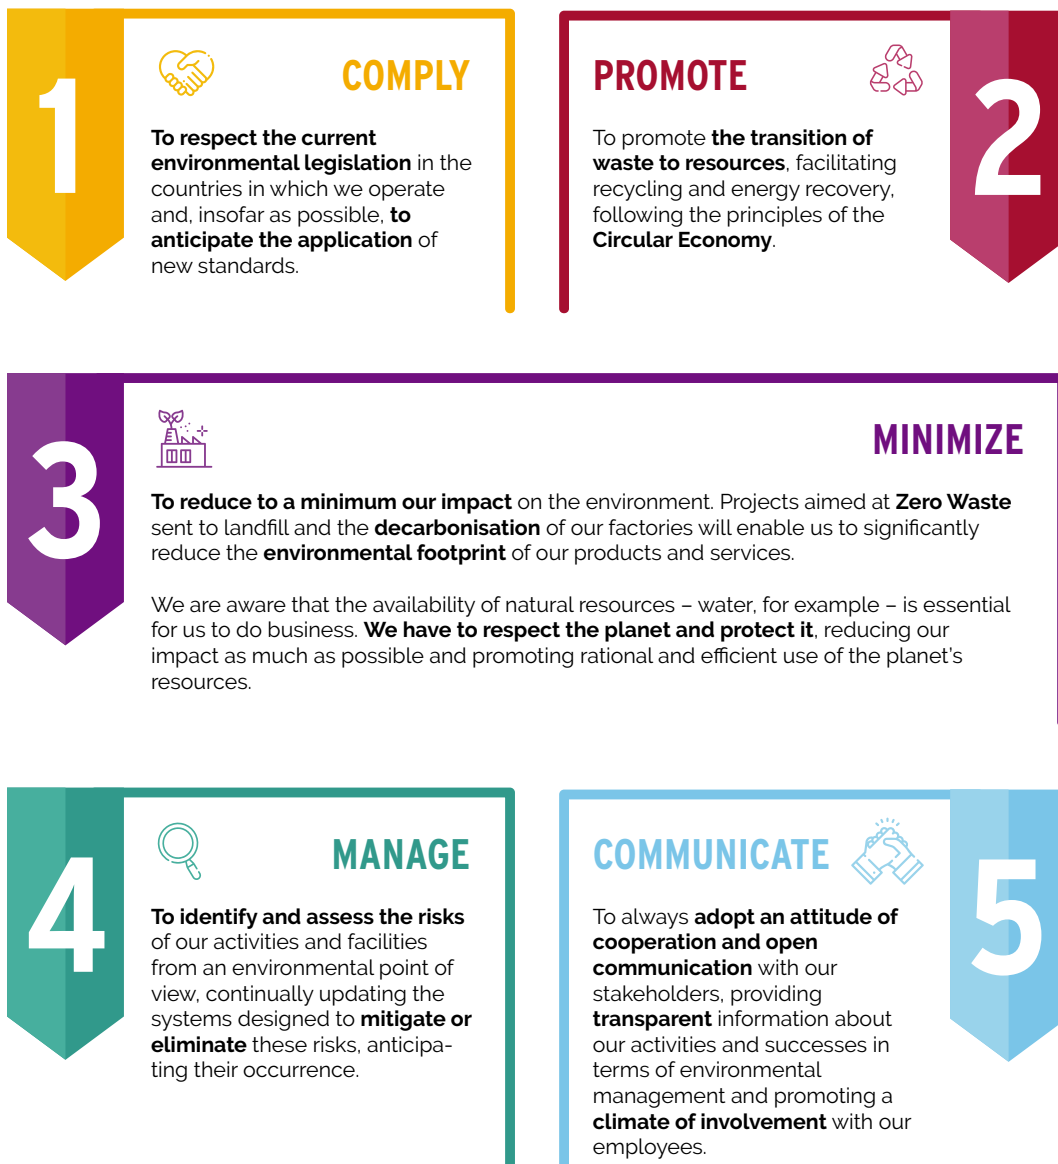 1
COMPLY
To respect the current
environmental legislation in the
countries in which we operate
and, insofar as possible, to
anticipate the application of
new standards.
PROMOTE
2
To promote the transition of
waste to resources, facilitating
recycling and energy recovery,
following the principles of the
Circular Economy.
3
MINIMIZE
To reduce to a minimum our impact on the environment. Projects aimed at Zero Waste
sent to landfill and the decarbonisation of our factories will enable us to significantly
reduce the environmental footprint of our products and services.
We are aware that the availability of natural resources – water, for example – is essential
for us to do business. We have to respect the planet and protect it, reducing our
impact as much as possible and promoting rational and efficient use of the planet's
resources.
4
MANAGE
To identify and assess the risks
of our activities and facilities
from an environmental point of
view, continually updating the
systems designed to mitigate or
eliminate these risks, anticipa-
ting their occurrence.
COMMUNICATE
5
To always adopt an attitude of
cooperation and open
communication with our
stakeholders, providing
transparent information about
our activities and successes in
terms of environmental
management and promoting a
climate of involvement with our
employees.